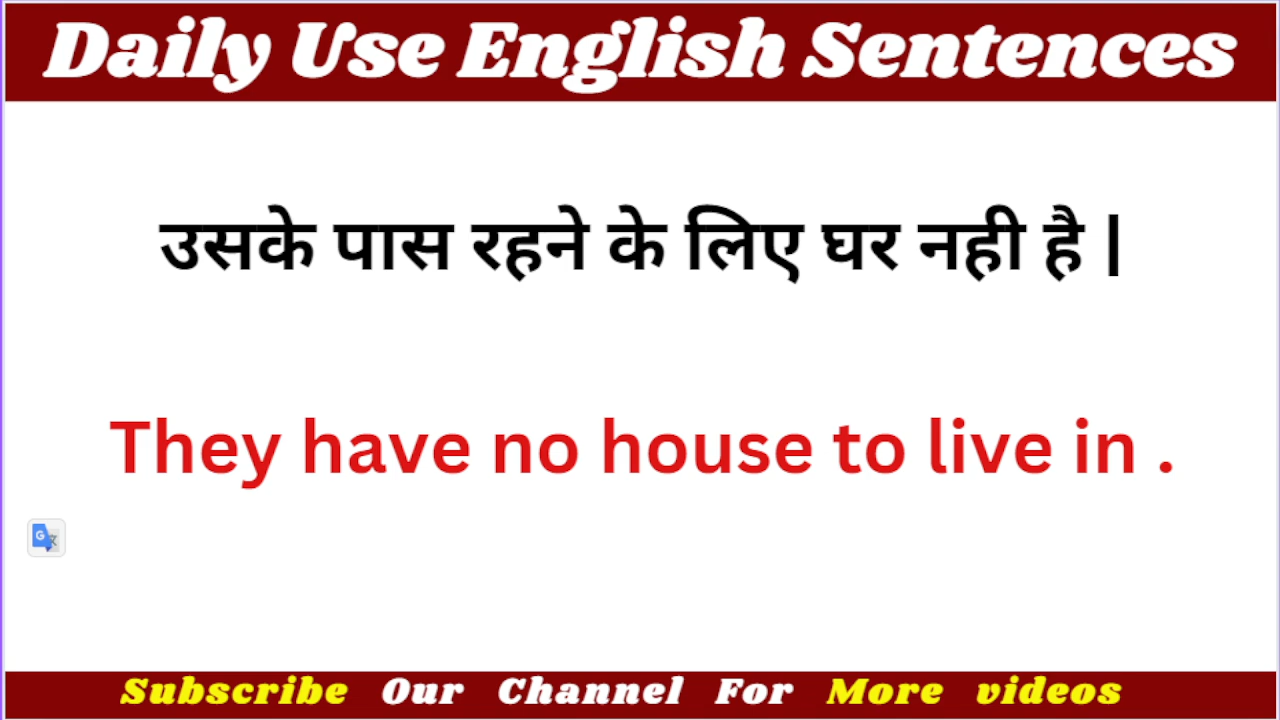 Daily Use English Sentences
उसके पास रहने के लिए घर नही है |
They have no house to live in .
G
Subscribe Our Channel For More videos